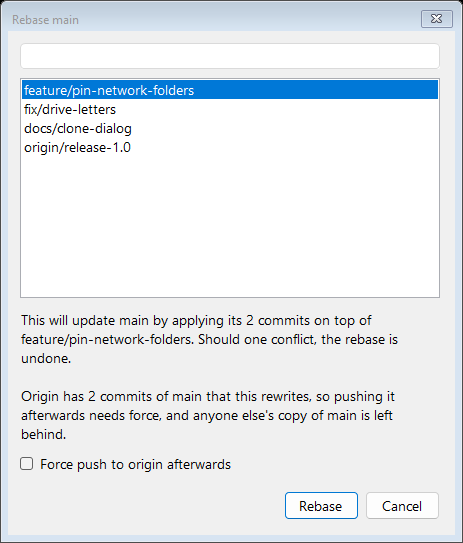 Rebase main
feature/pin-network-folders
fix/drive-letters
docs/clone-dialog
origin/release-1.0
This will update main by applying its 2 commits on top of
feature/pin-network-folders. Should one conflict, the rebase is
undone.
Origin has 2 commits of main that this rewrites, so pushing it
afterwards needs force, and anyone else's copy of main is left
behind.
Force push to origin afterwards
Rebase
Cancel